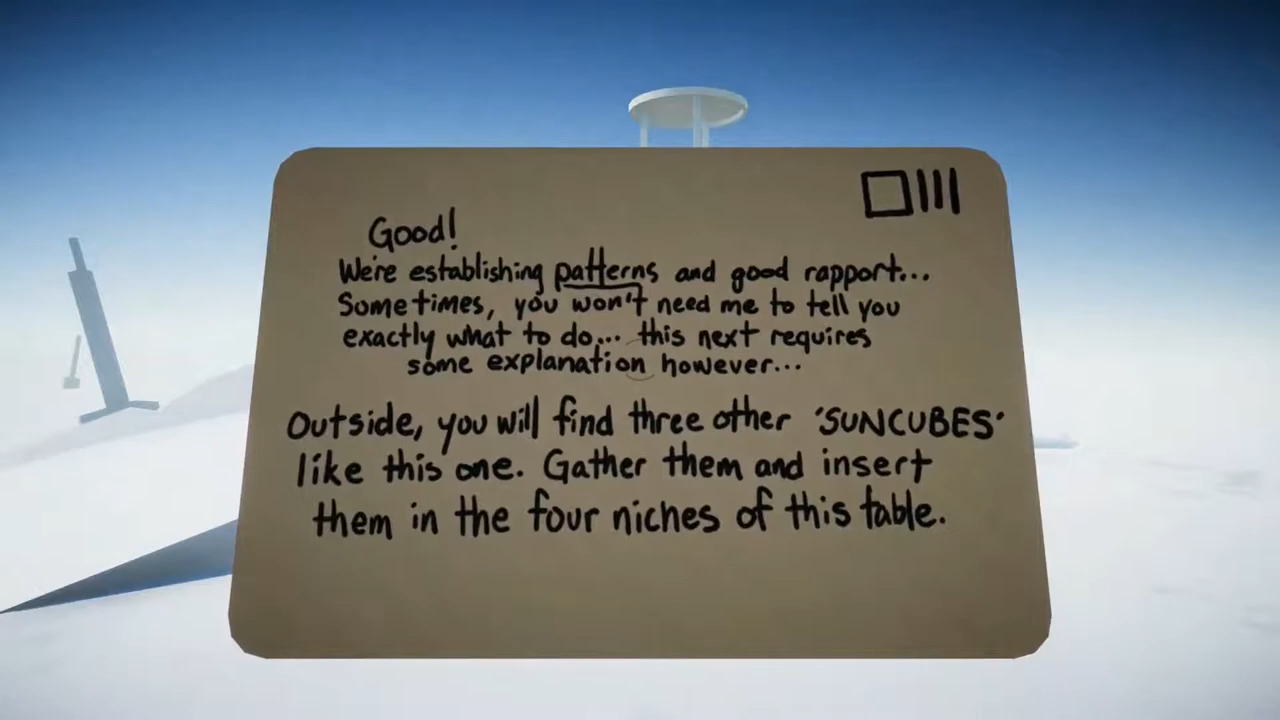 Good!
We're establishing patterns and good rapport...
Sometimes, you won't need me to tell you
exactly what to do... this next requires
some explanation however...
Outside, you will find three other 'SUNCUBES'
like this one. Gather them and insert
them in the four niches of this table.